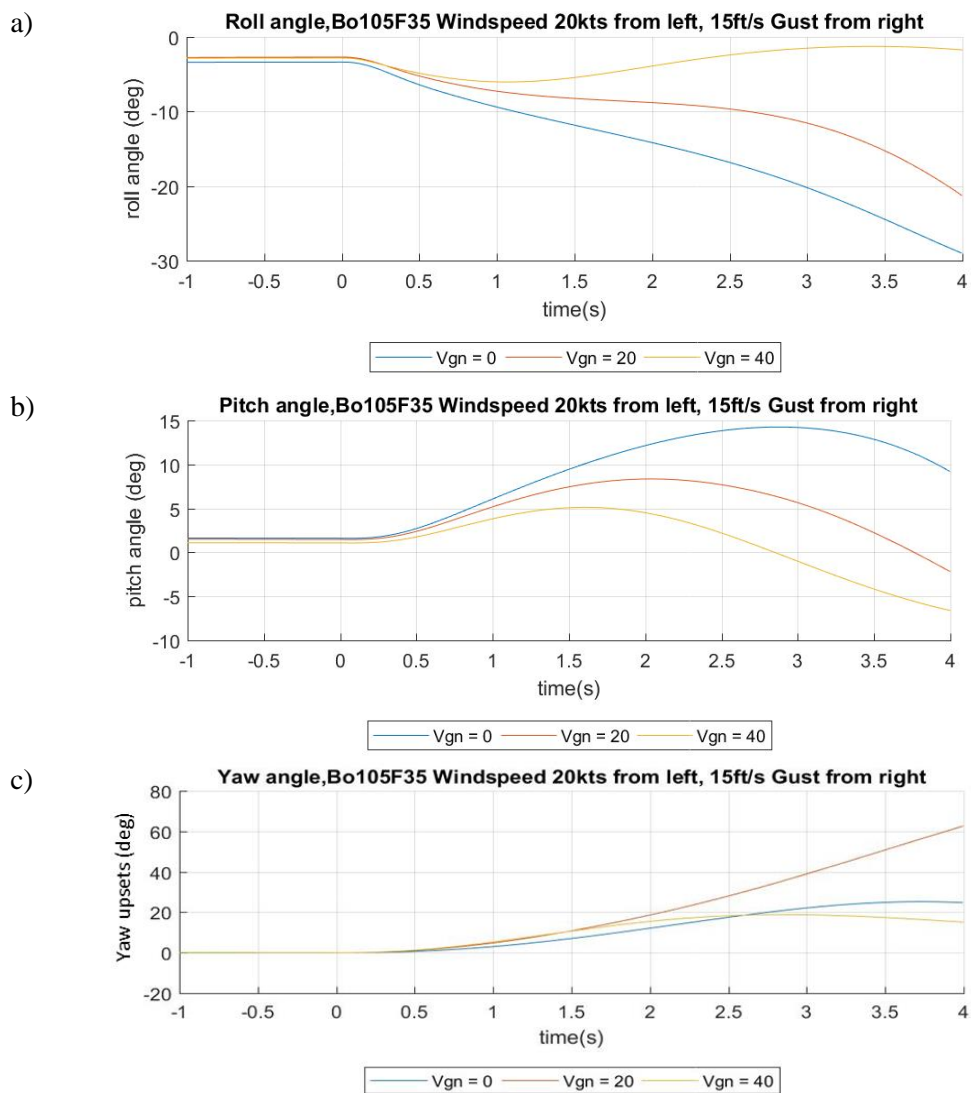 a)
Roll angle,Bo105F35 Windspeed 20kts from left, 15ft/s Gust from right
0
-10
-20
-30
roll angle (deg)
-1 -0.5 0 0.5 1 1.5 2 2.5 3 3.5 4
time(s)
Vgn = 0 Vgn = 20 Vgn = 40
b)
Pitch angle,Bo105F35 Windspeed 20kts from left, 15ft/s Gust from right
15
10
5
0
-5
-10
pitch angle (deg)
-1 -0.5 0 0.5 1 1.5 2 2.5 3 3.5 4
time(s)
Vgn = 0 Vgn = 20 Vgn = 40
c)
Yaw angle,Bo105F35 Windspeed 20kts from left, 15ft/s Gust from right
80
60
40
20
0
-20
Yaw upsets (deg)
-1 -0.5 0 0.5 1 1.5 2 2.5 3 3.5 4
time(s)
Vgn = 0 Vgn = 20 Vgn = 40